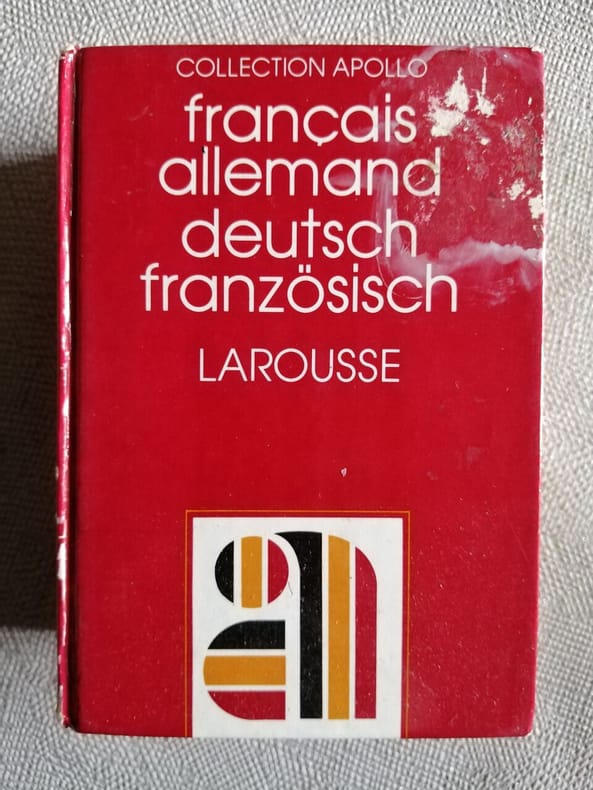 COLLECTION APOLLO
français
allemand
deutsch
französisch
LAROUSSE
a